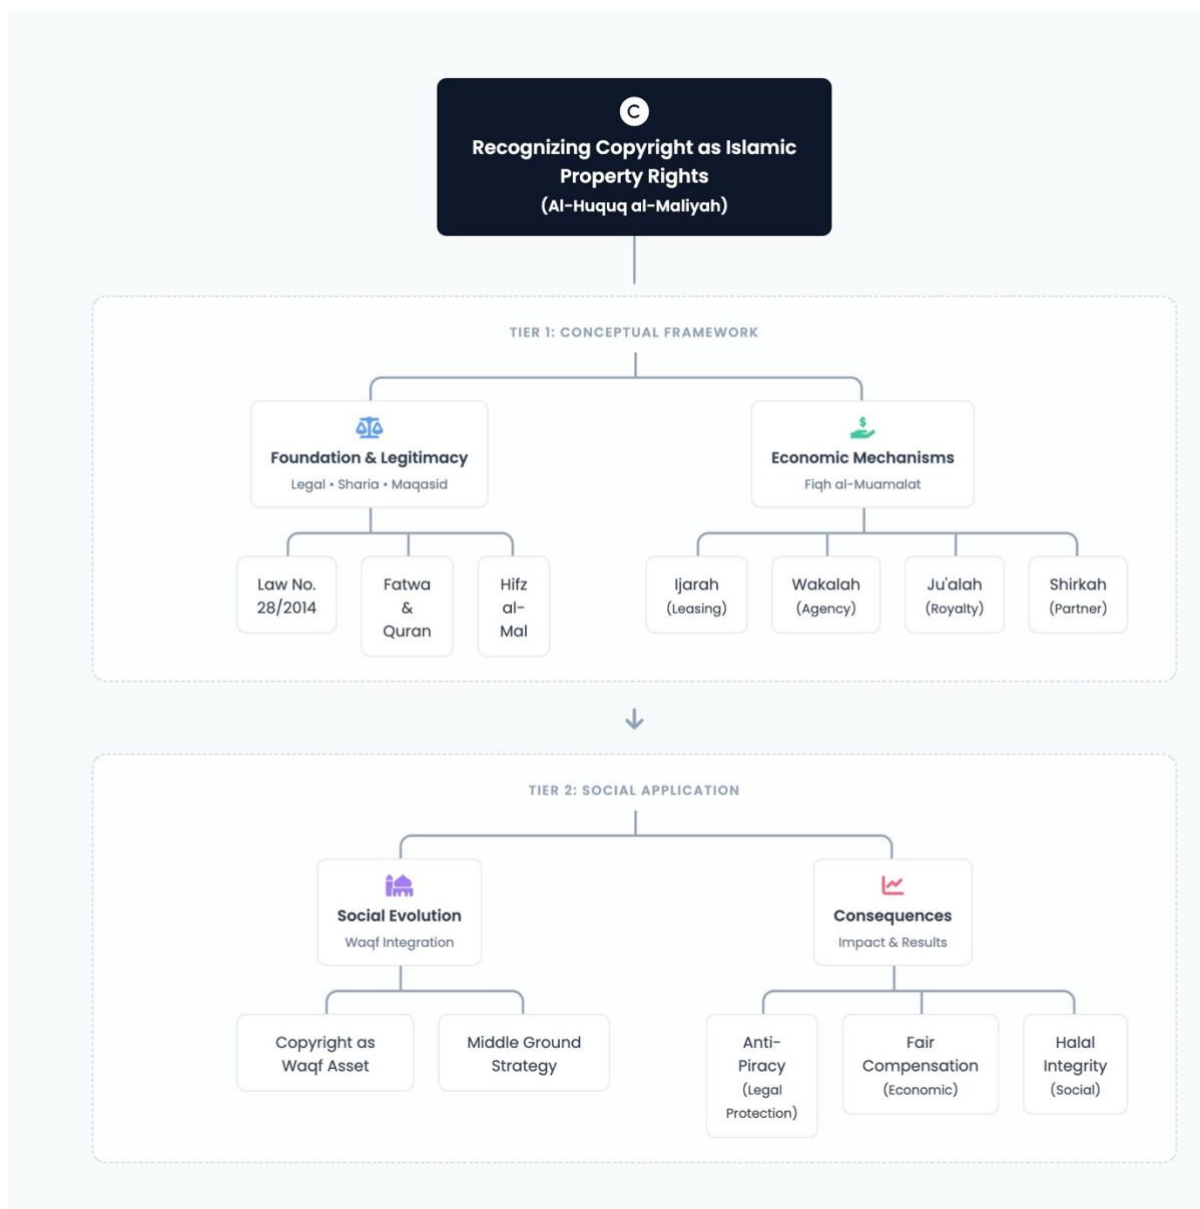 C
Recognizing Copyright as Islamic
Property Rights
(Al-Huquq al-Maliyah)
TIER 1: CONCEPTUAL FRAMEWORK
Foundation & Legitimacy
Legal • Sharia • Maqasid
Law No.
28/2014
Fatwa
&
Quran
Hifz
al-
Mal
Economic Mechanisms
Fiqh al-Muamalat
Ijarah
(Leasing)
Wakalah
(Agency)
Ju'alah
(Royalty)
Shirkah
(Partner)
TIER 2: SOCIAL APPLICATION
Social Evolution
Waqf Integration
Copyright as
Waqf Asset
Middle Ground
Strategy
Consequences
Impact & Results
Anti-
Piracy
(Legal
Protection)
Fair
Compensation
(Economic)
Halal
Integrity
(Social)